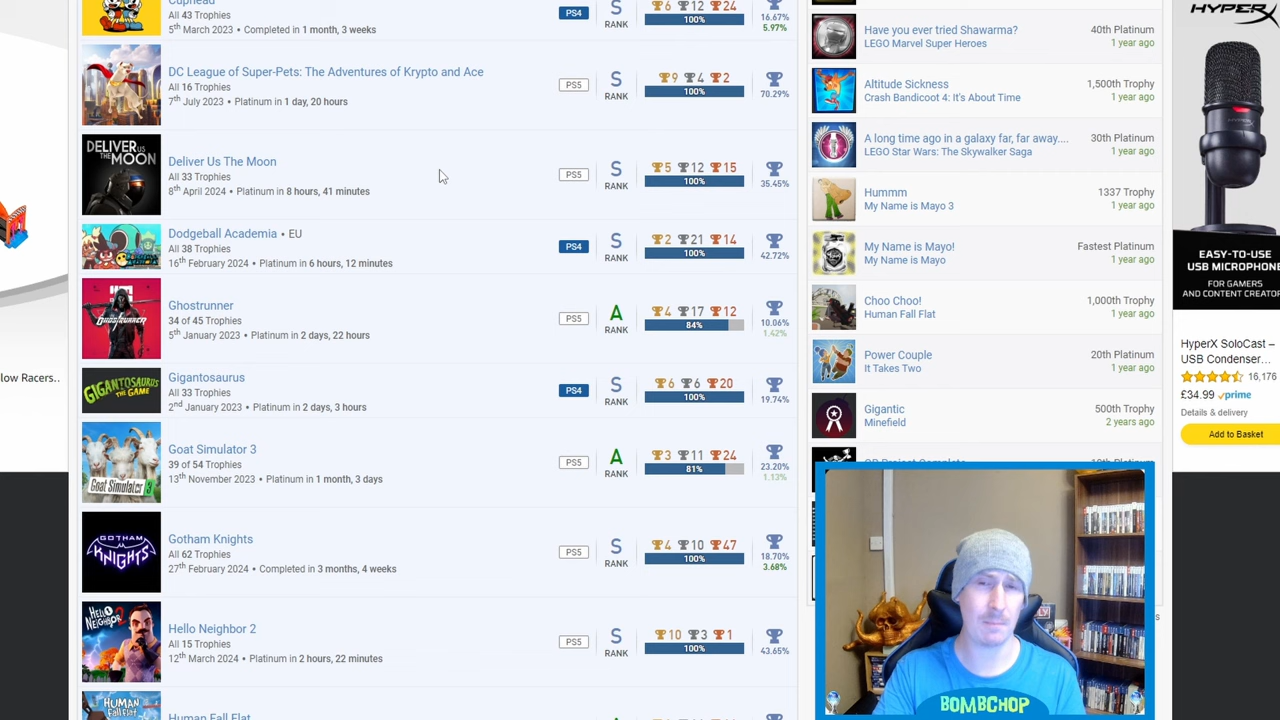 Cuphead
All 43 Trophies
5th March 2023 • Completed in 1 month, 3 weeks
PS4
S
RANK
6 12 24
100%
16.67%
5.97%
DC League of Super-Pets: The Adventures of Krypto and Ace
All 16 Trophies
7th July 2023 • Platinum in 1 day, 20 hours
PS5
S
RANK
9 4 2
100%
70.29%
DELIVER US THE MOON
Deliver Us The Moon
All 33 Trophies
8th April 2024 • Platinum in 8 hours, 41 minutes
PS5
S
RANK
5 12 15
100%
35.45%
Dodgeball Academia • EU
All 38 Trophies
16th February 2024 • Platinum in 6 hours, 12 minutes
PS4
S
RANK
2 21 14
100%
42.72%
GHOSTRUNNER
Ghostrunner
34 of 45 Trophies
5th January 2023 • Platinum in 2 days, 22 hours
PS5
A
RANK
4 17 12
84%
10.06%
1.42%
GIGANTOSAURUS
THE GAME
Gigantosaurus
All 33 Trophies
2nd January 2023 • Platinum in 2 days, 3 hours
PS4
S
RANK
6 6 20
100%
19.74%
Goat Simulator 3
Goat Simulator 3
39 of 54 Trophies
13th November 2023 • Platinum in 1 month, 3 days
PS5
A
RANK
3 11 24
81%
23.20%
1.13%
GOTHAM
KNIGHTS
Gotham Knights
All 62 Trophies
27th February 2024 • Completed in 3 months, 4 weeks
PS5
S
RANK
4 10 47
100%
18.70%
3.68%
HELLO
NEIGHBOR 2
Hello Neighbor 2
All 15 Trophies
12th March 2024 • Platinum in 2 hours, 22 minutes
PS5
S
RANK
10 3 1
100%
43.65%
HUMAN
Human Fall Flat
low Racers..
Have you ever tried Shawarma?
LEGO Marvel Super Heroes
40th Platinum
1 year ago
Altitude Sickness
Crash Bandicoot 4: It's About Time
1,500th Trophy
1 year ago
A long time ago in a galaxy far, far away....
LEGO Star Wars: The Skywalker Saga
30th Platinum
1 year ago
Hummm
My Name is Mayo 3
1337 Trophy
1 year ago
My Name is Mayo!
My Name is Mayo
Fastest Platinum
1 year ago
Choo Choo!
Human Fall Flat
1,000th Trophy
1 year ago
Power Couple
It Takes Two
20th Platinum
1 year ago
Gigantic
Minefield
500th Trophy
2 years ago
BOMBCHOP
HYPERX
EASY-TO-USE
USB MICROPHONE
FOR GAMERS
AND CONTENT CREATOR
HyperX SoloCast –
USB Condenser...
16,176
£34.99 prime
Details & delivery
Add to Basket